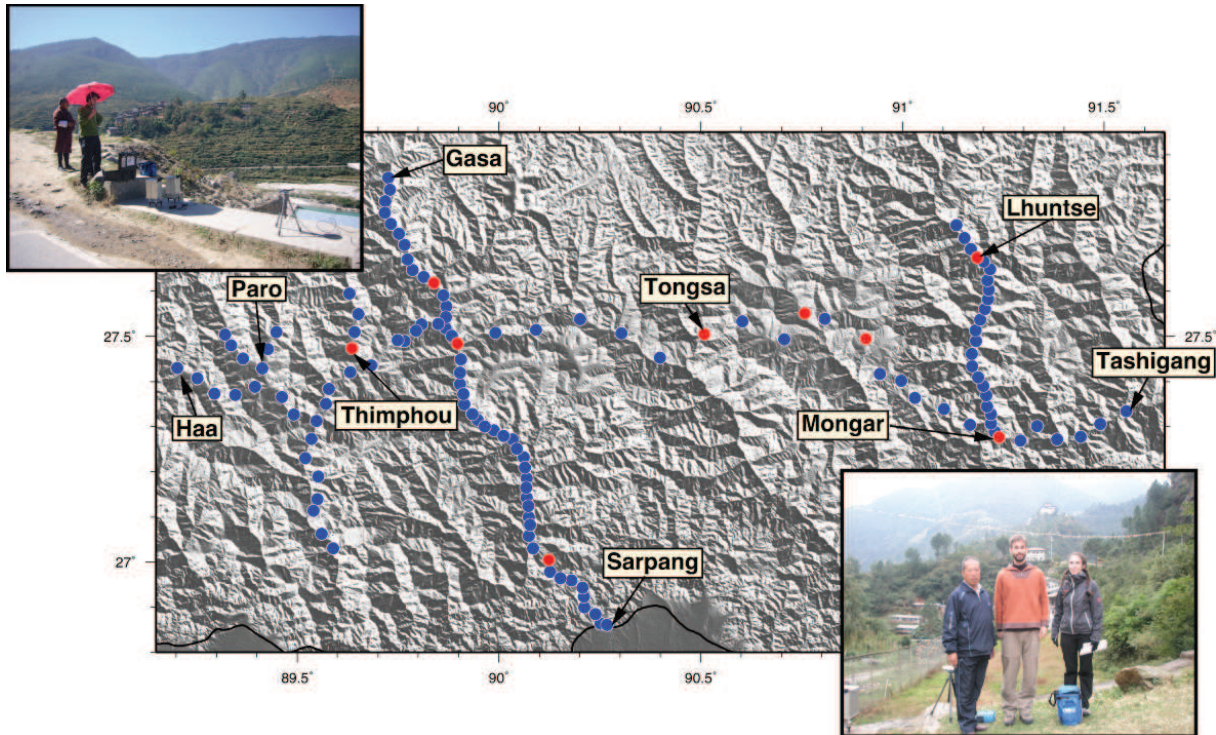 90°
90.5°
91°
91.5°
Gasa
Lhuntse
Paro
Tongsa
27.5°
27.5°
Tashigang
Haa
Thimphou
Mongar
27°
Sarpang
89.5°
90°
90.5°